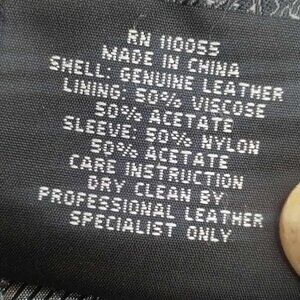 RN 110055
MADE IN CHINA
SHELL: GENUINE LEATHER
LINING: 50% VISCOSE
50% ACETATE
SLEEVE: 50% NYLON
50% ACETATE
CARE INSTRUCTION
DRY CLEAN BY
PROFESSIONAL LEATHER
SPECIALIST ONLY